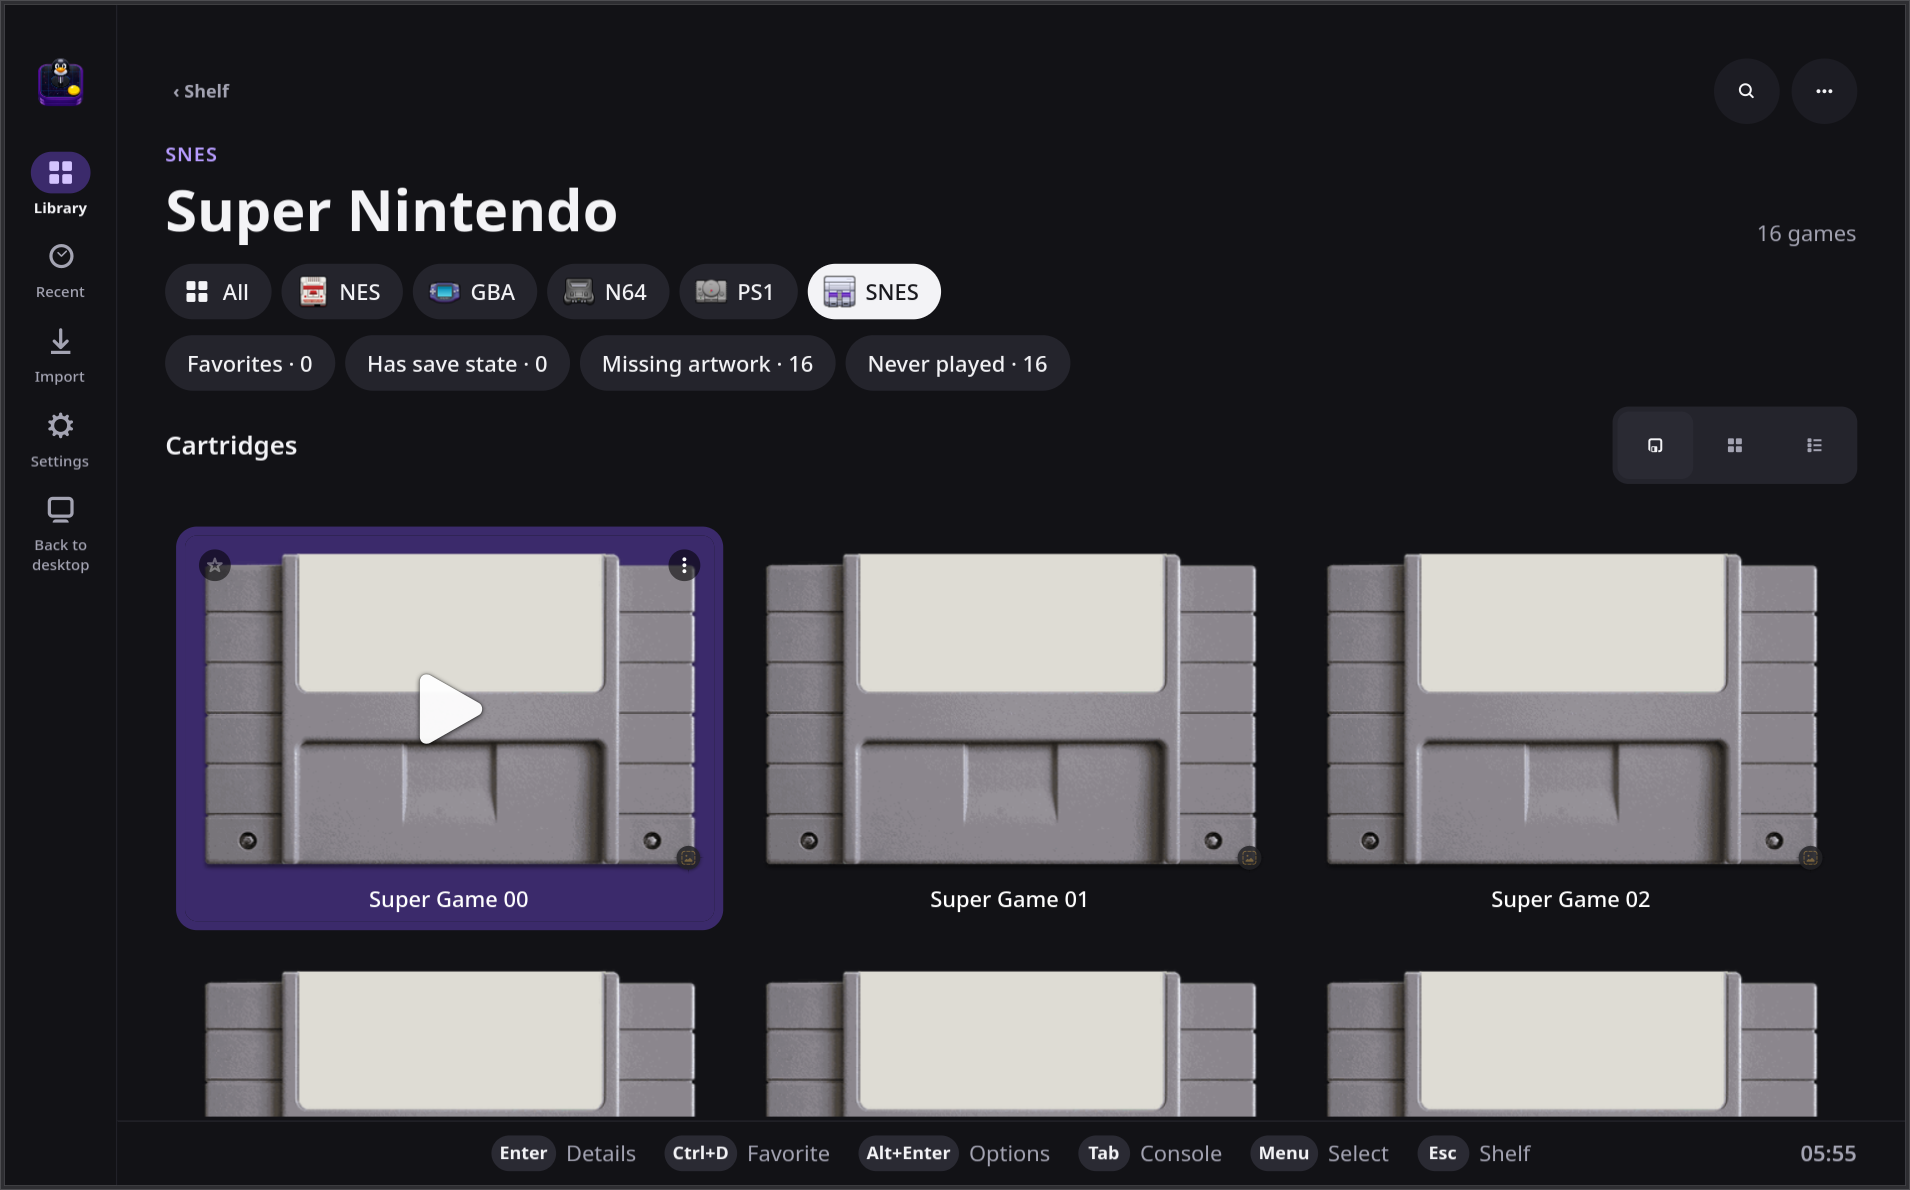 ‹ Shelf
SNES
Super Nintendo
16 games
All
NES
GBA
N64
PS1
SNES
Favorites · 0
Has save state · 0
Missing artwork · 16
Never played · 16
Cartridges
Library
Recent
Import
Settings
Back to
desktop
Super Game 00
Super Game 01
Super Game 02
Enter Details
Ctrl+D Favorite
Alt+Enter Options
Tab Console
Menu Select
Esc Shelf
05:55